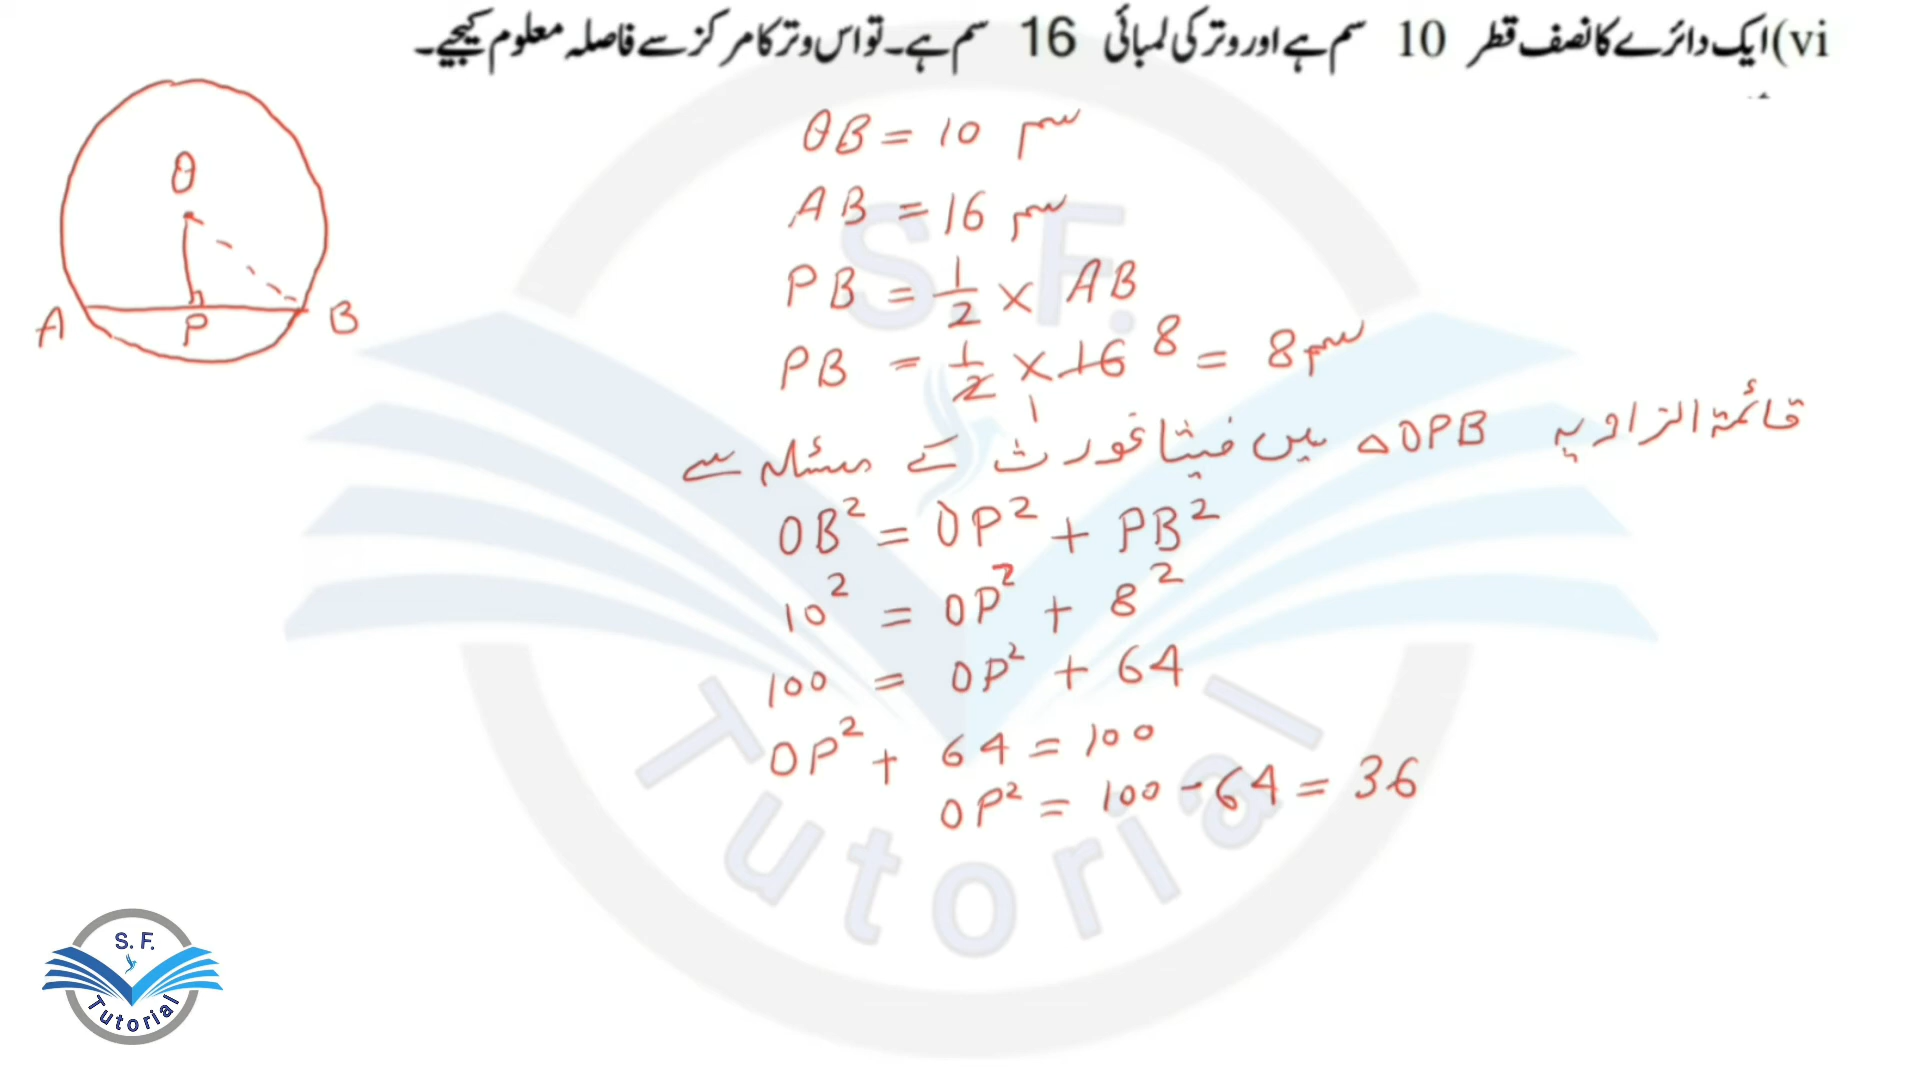 vi) ایک دائرے کا نصف قطر 10 سم ہے اور وتر کی لمبائی 16 سم ہے۔ تو اس وتر کا مرکز سے فاصلہ معلوم کیجیے۔
O
A P B
OB = 10 سم
AB = 16 سم
PB = 1/2 × AB
PB = 1/2 × 16 8 = 8 سم
1
قائمۃ الزاویہ △OPB میں فیثاغورث کے مسئلہ سے
OB² = OP² + PB²
10² = OP² + 8²
100 = OP² + 64
OP² + 64 = 100
OP² = 100 - 64 = 36
S. F.
Tutorial
S. F.
Tutorial